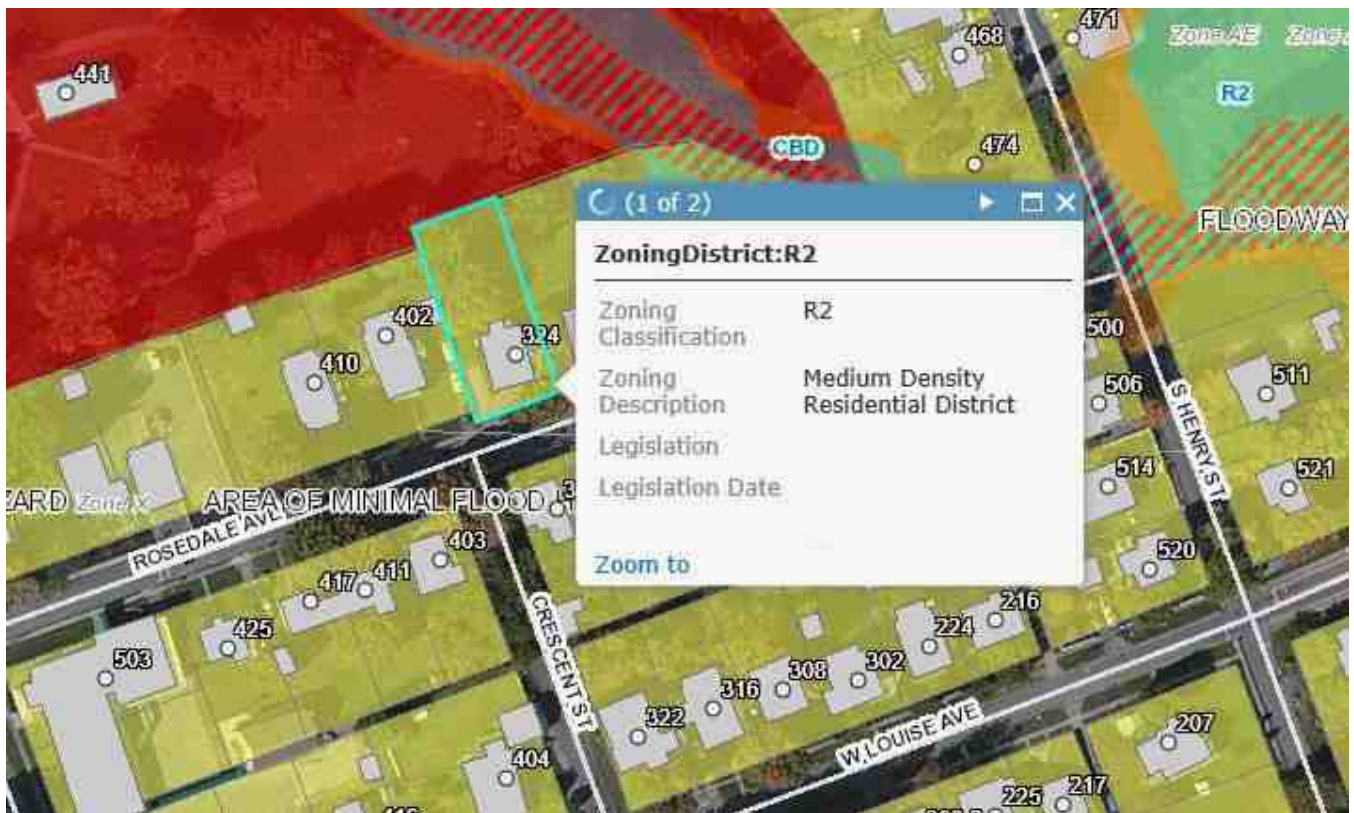 441
468
471
Zone AE
Zone
R2
CBD
474
(1 of 2)
FLOODWAY
ZoningDistrict:R2
Zoning Classification
R2
Zoning Description
Medium Density
Residential District
Legislation
Legislation Date
Zoom to
402
324
410
500
506
511
S HENRY ST
514
521
520
ZARD
Zone X
AREA OF MINIMAL FLOOD
ROSEDALE AVE
403
417
411
425
503
CRESCENT ST
216
224
302
308
316
322
W LOUISE AVE
207
404
225
217